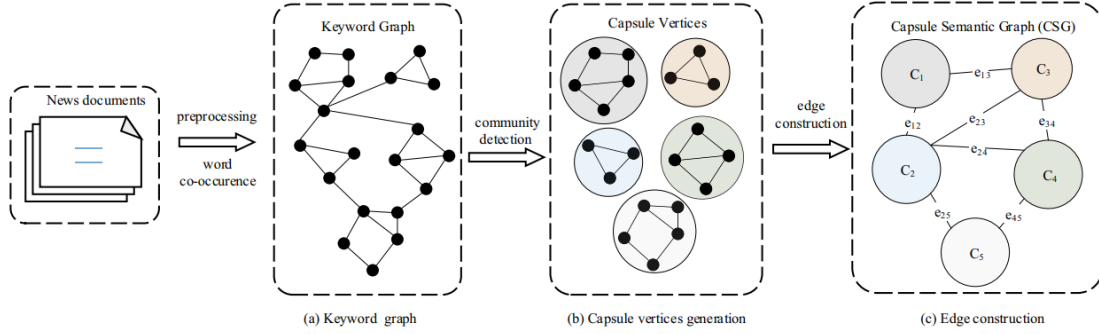 News documents
preprocessing
word
co-occurence
Keyword Graph
(a) Keyword graph
community
detection
Capsule Vertices
(b) Capsule vertices generation
edge
construction
Capsule Semantic Graph (CSG)
C1
e13
C3
e12
e23
e34
C2
e24
C4
e25
e45
C5
(c) Edge construction